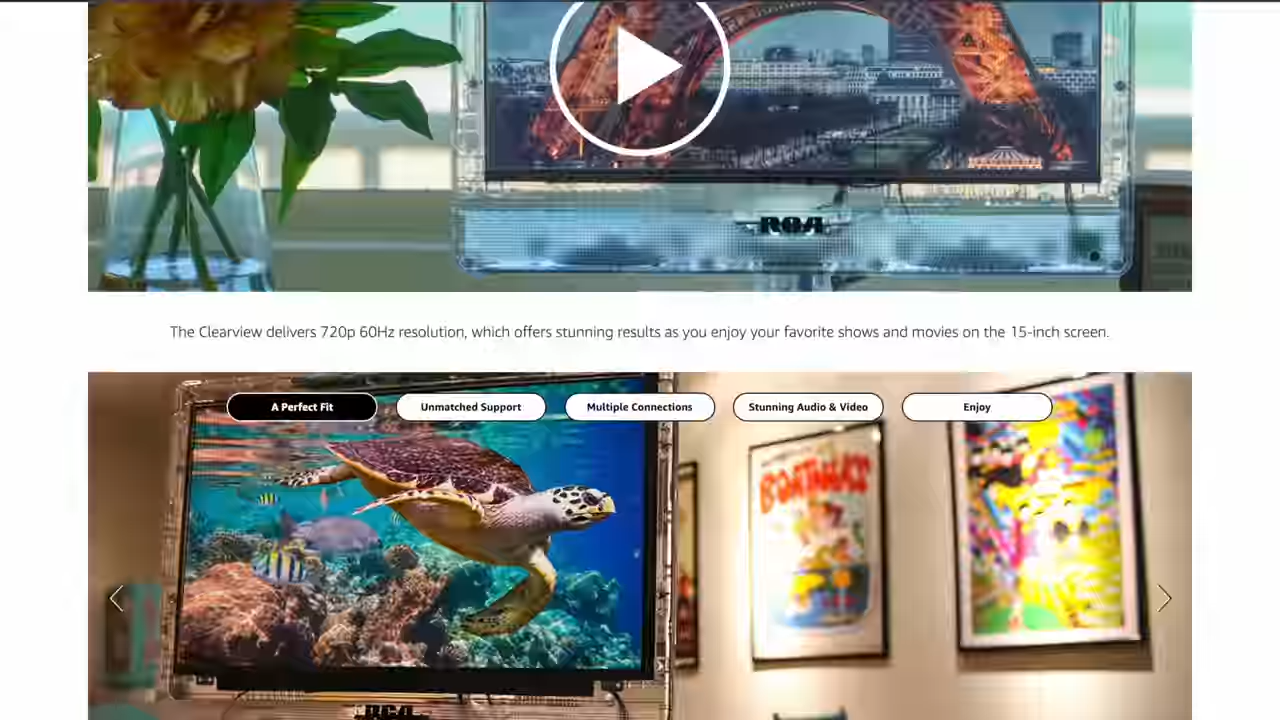 RCA
The Clearview delivers 720p 60Hz resolution, which offers stunning results as you enjoy your favorite shows and movies on the 15-inch screen.
A Perfect Fit
Unmatched Support
Multiple Connections
Stunning Audio & Video
Enjoy
RCA